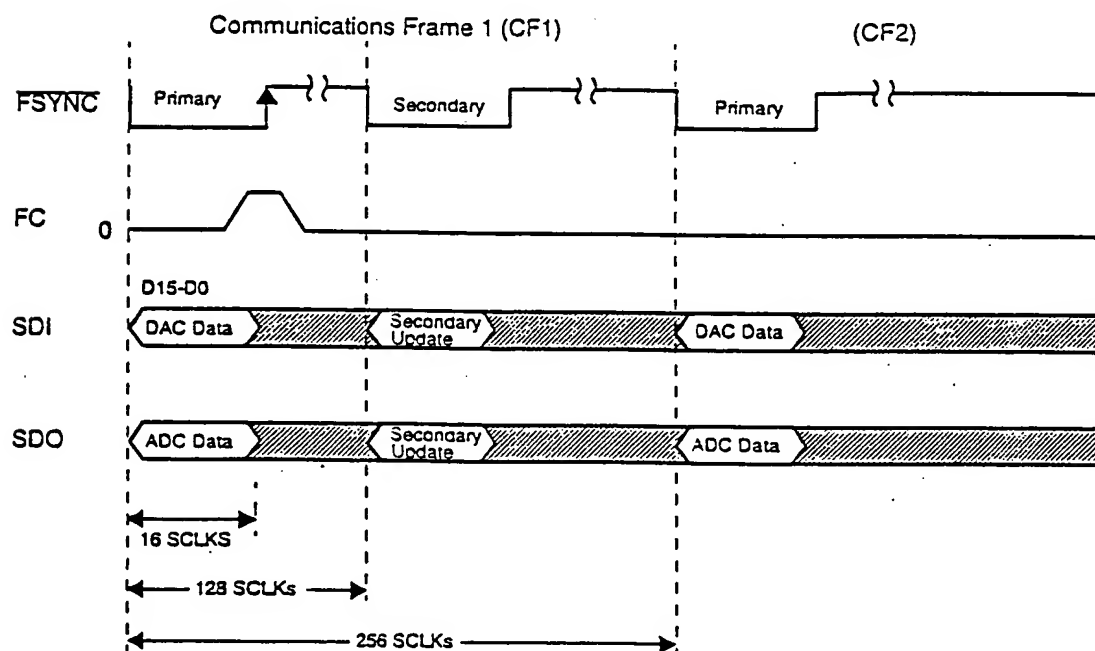 Communications Frame 1 (CF1)
(CF2)
FSYNC
Primary
Secondary
Primary
FC
0
D15-D0
SDI
DAC Data
Secondary
Update
DAC Data
SDO
ADC Data
Secondary
Update
ADC Data
16 SCLKS
128 SCLKs
256 SCLKs